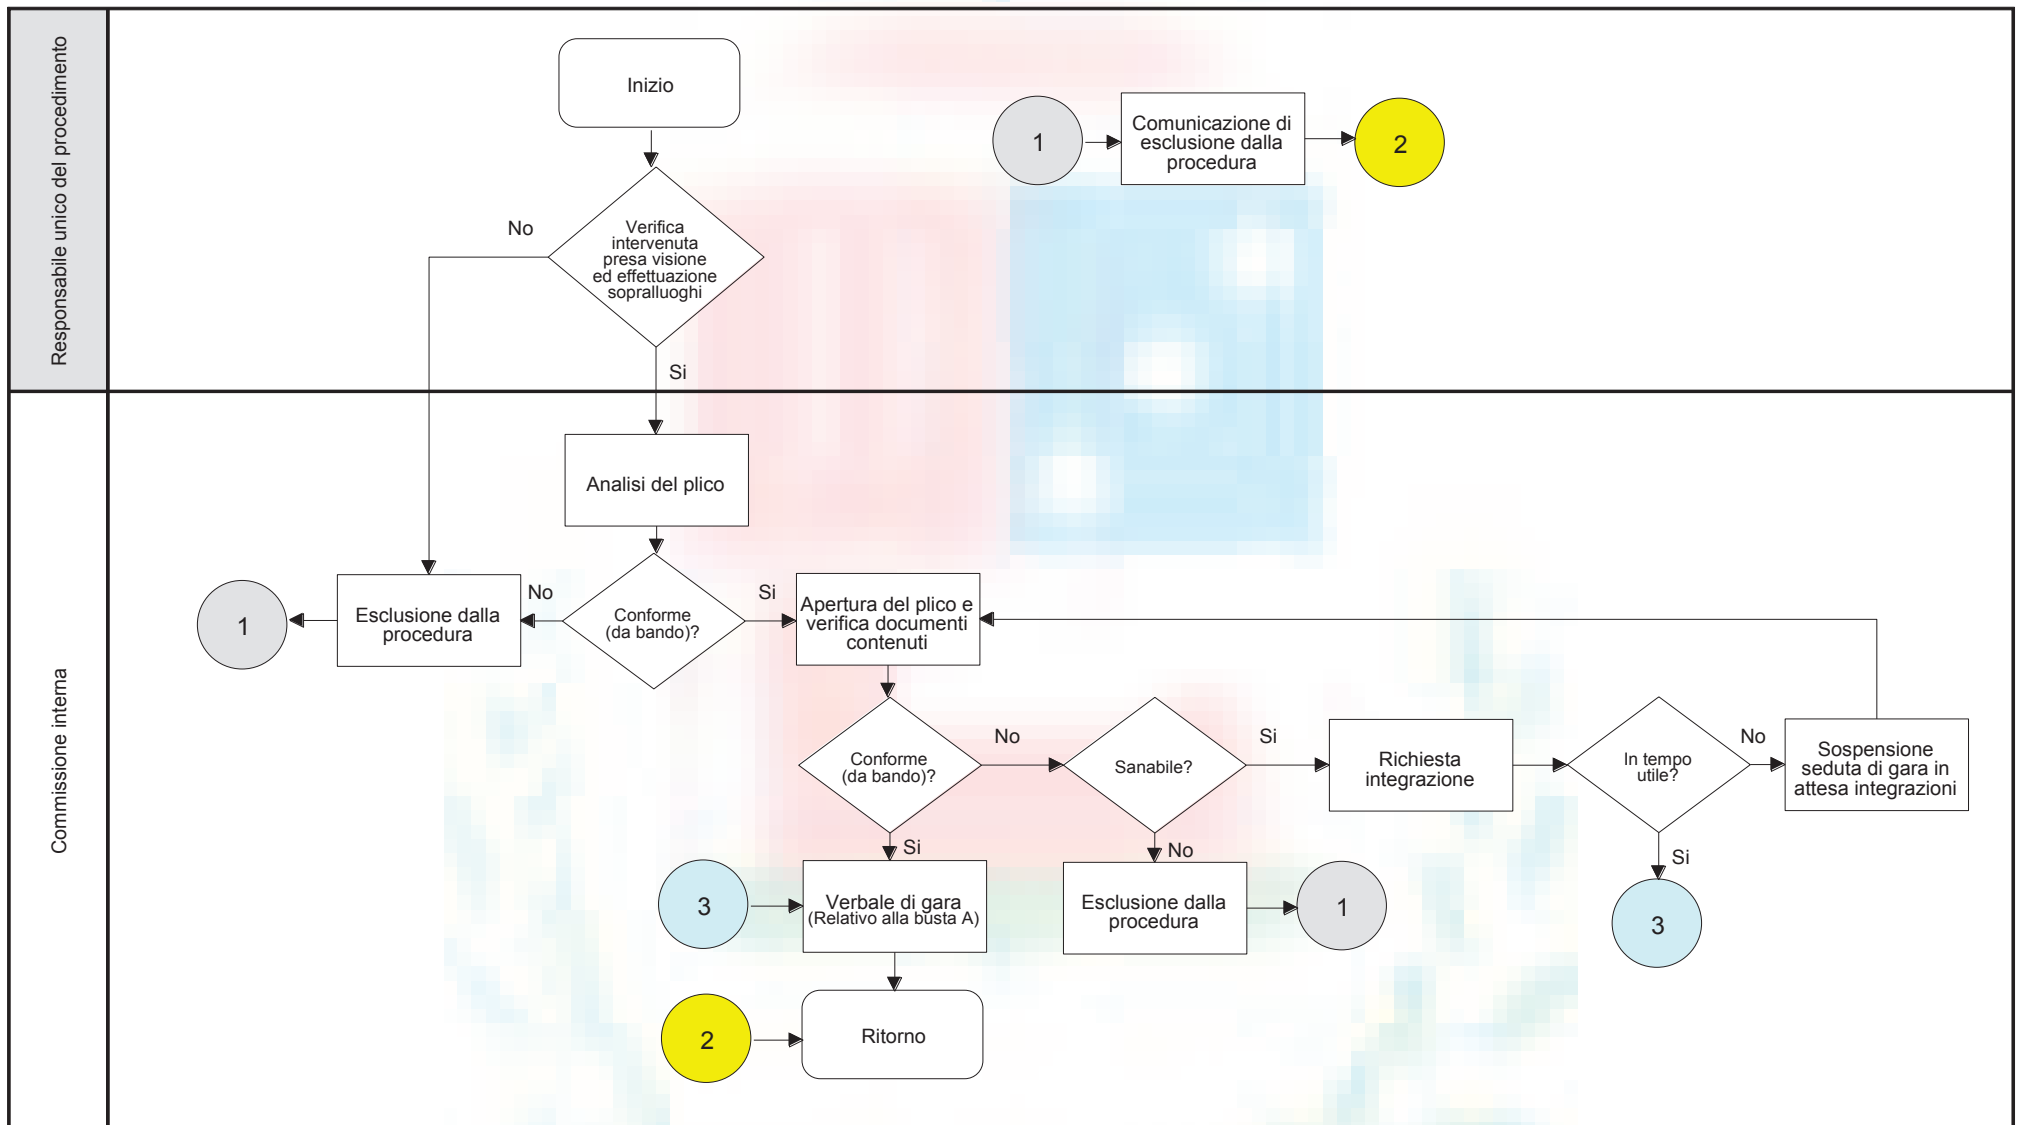 Responsabile unico del procedimento
Inizio
1
Comunicazione di
esclusione dalla
procedura
2
No
Verifica
intervenuta
presa visione
ed effettuazione
sopralluoghi
Si
Commissione interna
Analisi del plico
1
Esclusione dalla
procedura
No
Conforme
(da bando)?
Si
Apertura del plico e
verifica documenti
contenuti
Conforme
(da bando)?
No
Sanabile?
Si
Richiesta
integrazione
In tempo
utile?
No
Sospensione
seduta di gara in
attesa integrazioni
Si
No
Si
3
Verbale di gara
(Relativo alla busta A)
Esclusione dalla
procedura
1
3
2
Ritorno